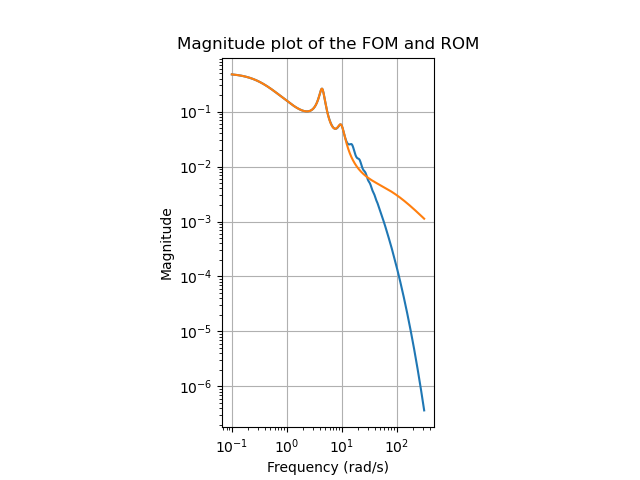 Magnitude plot of the FOM and ROM
Magnitude
10⁻¹
10⁻²
10⁻³
10⁻⁴
10⁻⁵
10⁻⁶
10⁻¹ 10⁰ 10¹ 10²
Frequency (rad/s)